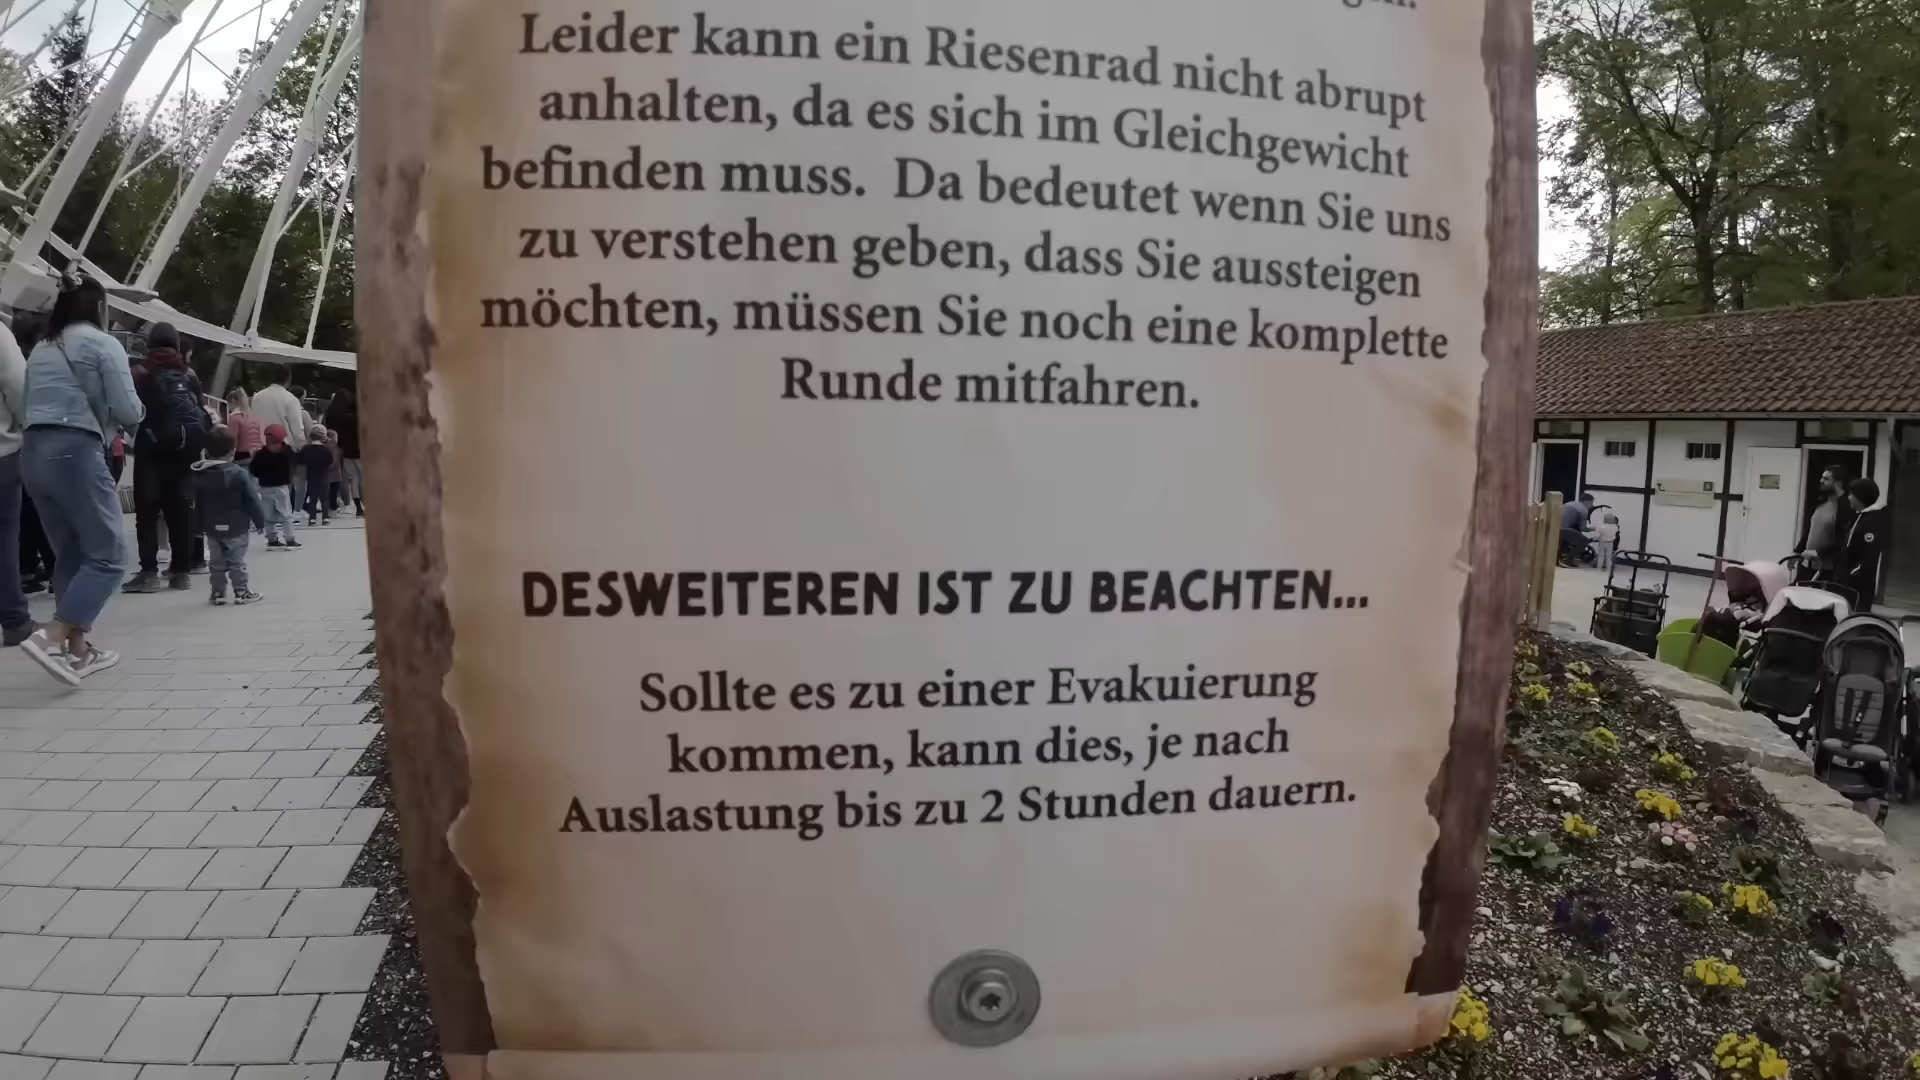 Leider kann ein Riesenrad nicht abrupt
anhalten, da es sich im Gleichgewicht
befinden muss. Da bedeutet wenn Sie uns
zu verstehen geben, dass Sie aussteigen
möchten, müssen Sie noch eine komplette
Runde mitfahren.
DESWEITEREN IST ZU BEACHTEN...
Sollte es zu einer Evakuierung
kommen, kann dies, je nach
Auslastung bis zu 2 Stunden dauern.